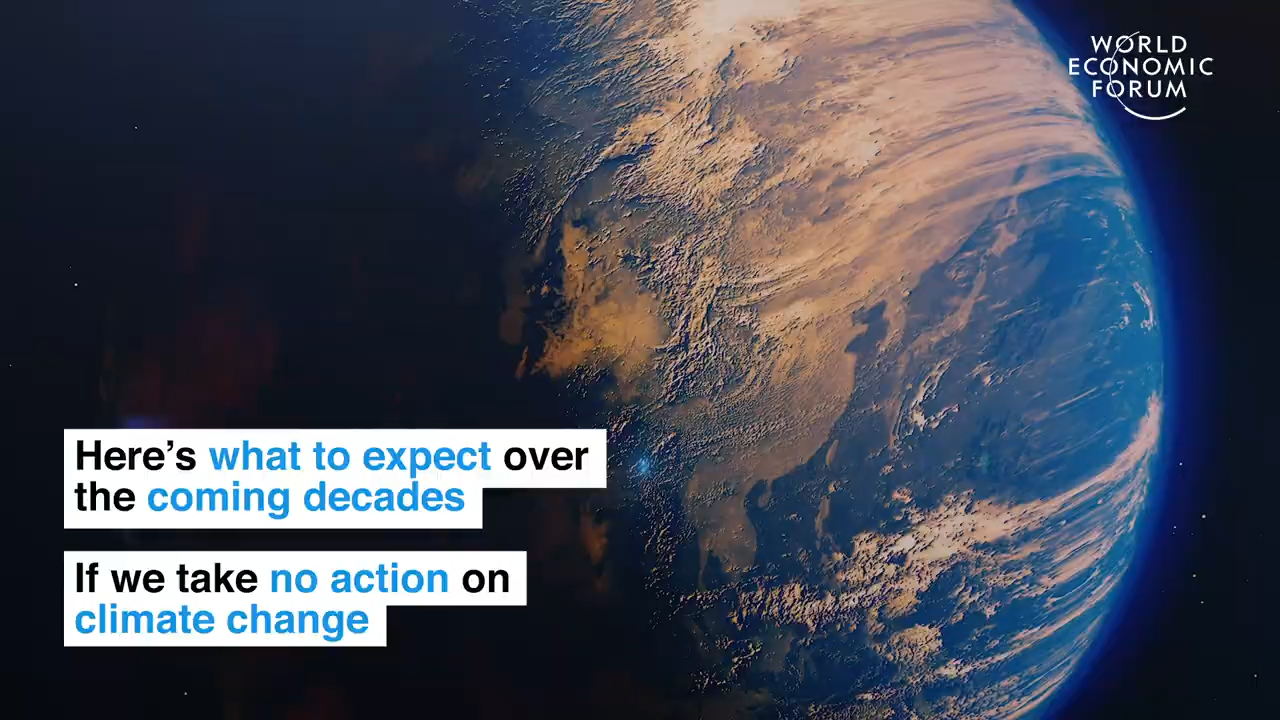 WORLD
ECONOMIC
FORUM
Here’s what to expect over
the coming decades
If we take no action on
climate change